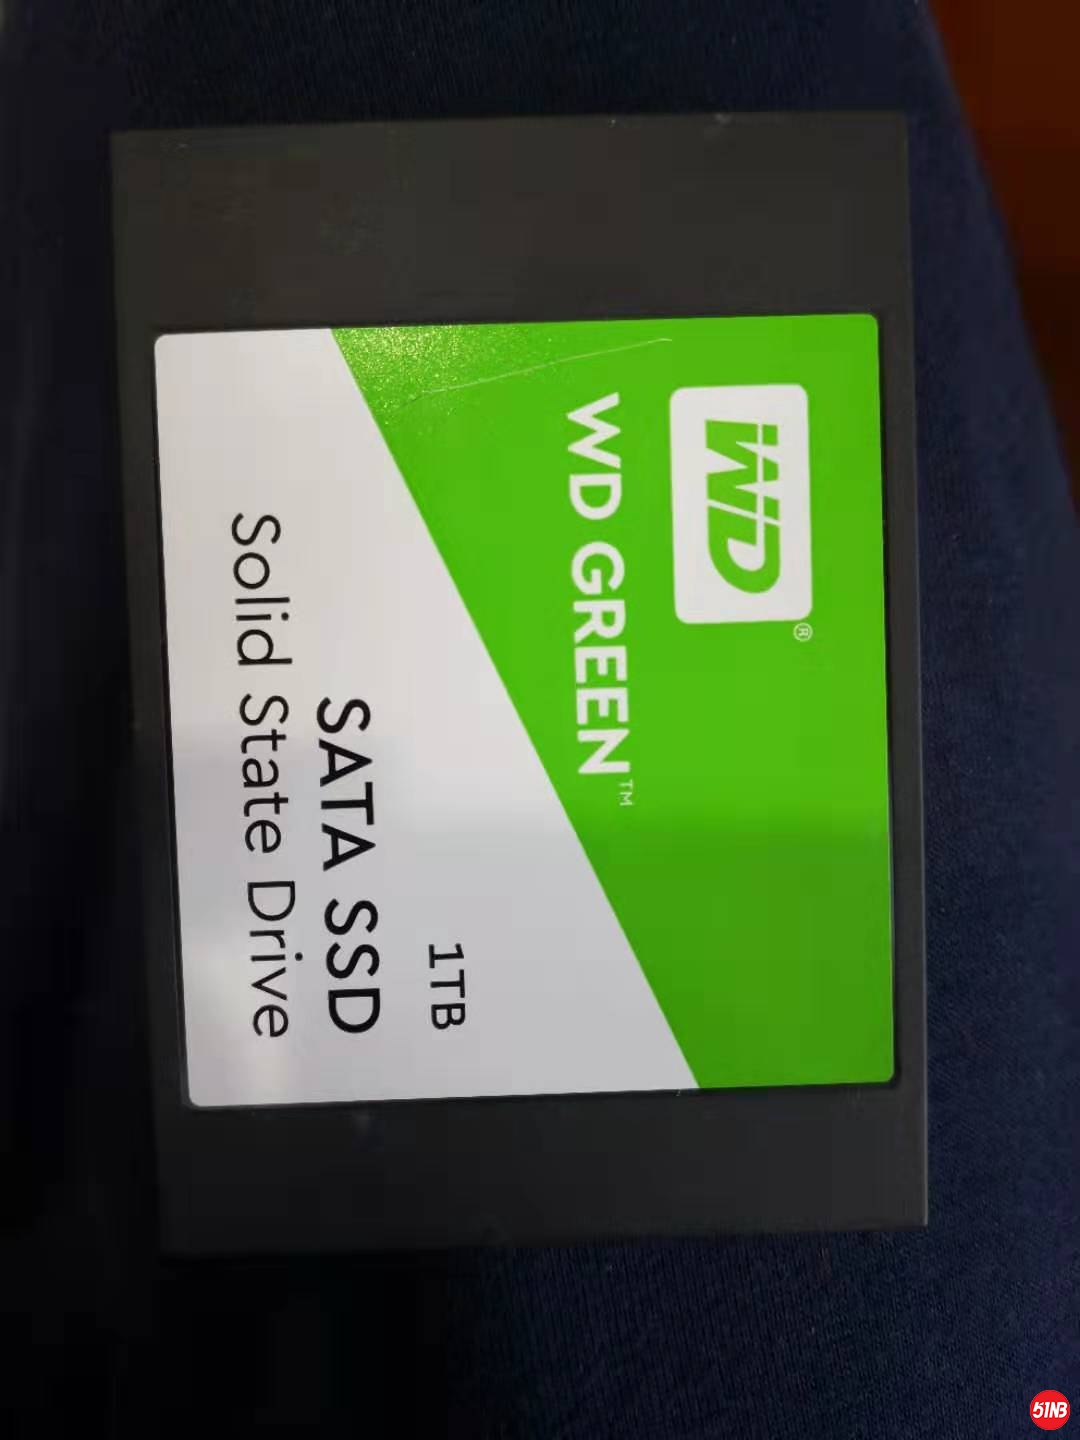 WD®
WD GREEN™
1TB
SATA SSD
Solid State Drive
51NB